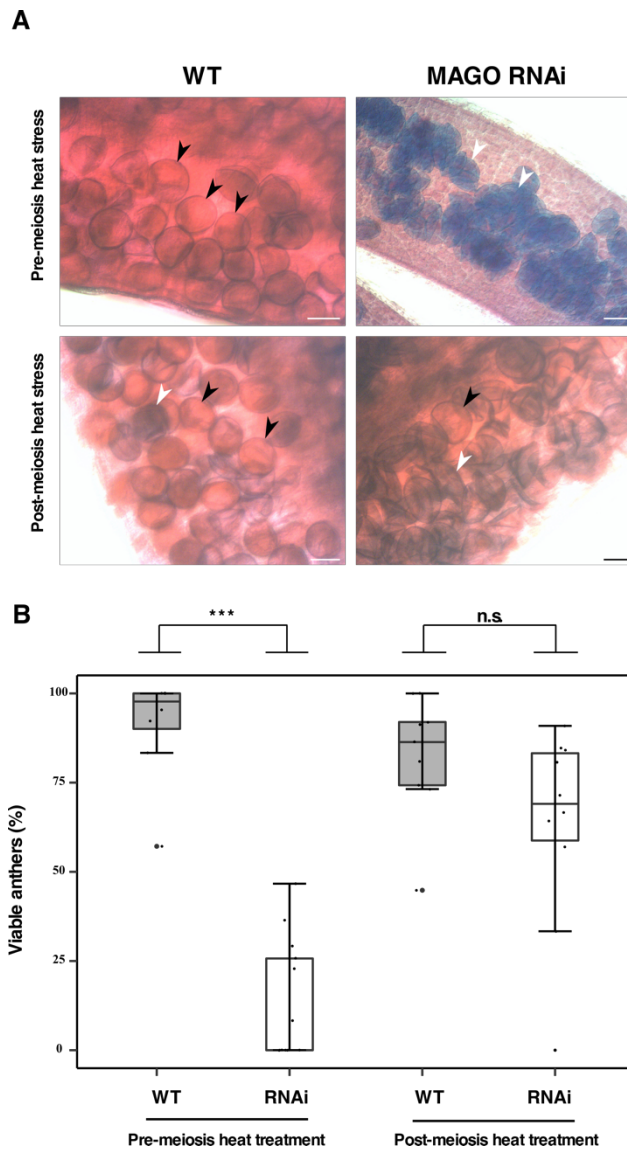 A
WT
MAGO RNAi
Pre-meiosis heat stress
Post-meiosis heat stress
B
***
n.s.
Viable anthers (%)
100
75
50
25
0
WT
RNAi
WT
RNAi
Pre-meiosis heat treatment
Post-meiosis heat treatment